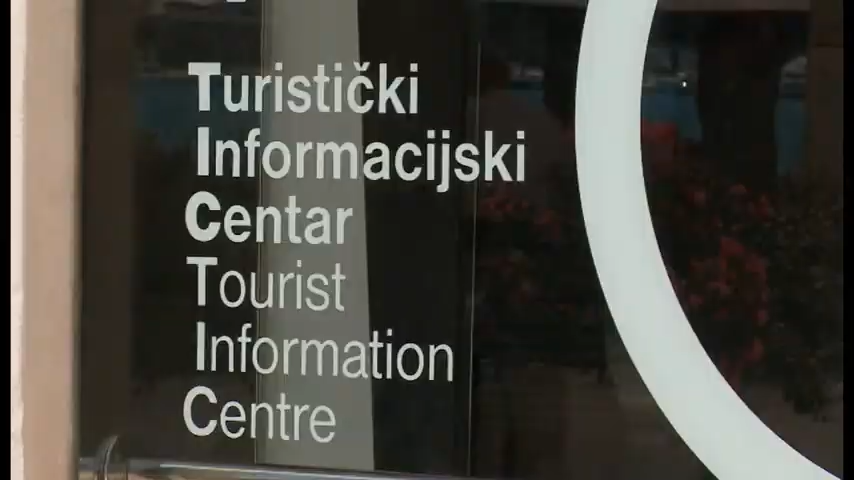 Turistički
Informacijski
Centar
Tourist
Information
Centre